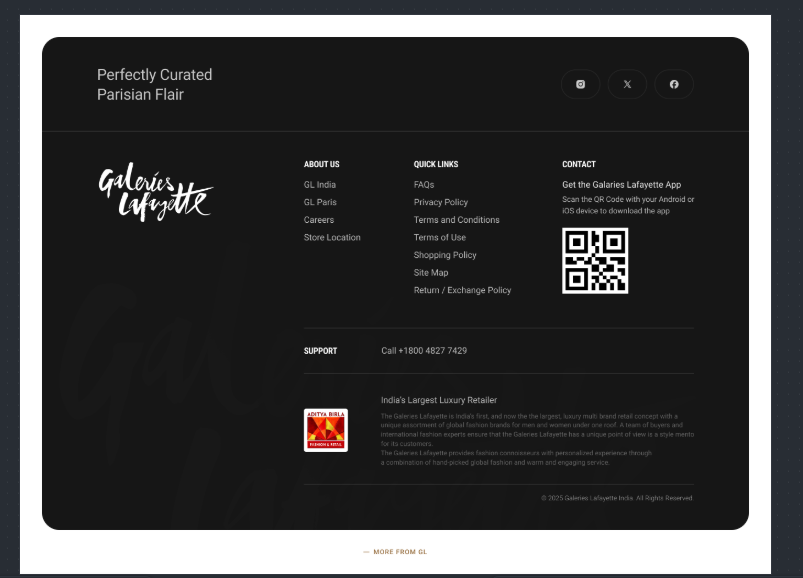 Perfectly Curated
Parisian Flair
Galeries
Lafayette
ABOUT US
GL India
GL Paris
Careers
Store Location
QUICK LINKS
FAQs
Privacy Policy
Terms and Conditions
Terms of Use
Shopping Policy
Site Map
Return / Exchange Policy
CONTACT
Get the Galaries Lafayette App
Scan the QR Code with your Android or
iOS device to download the app
SUPPORT
Call +1800 4827 7429
ADITYA BIRLA
FASHION & RETAIL
India's Largest Luxury Retailer
The Galeries Lafayette is India's first, and now the the largest, luxury multi brand retail concept with a
unique assortment of global fashion brands for men and women under one roof. A team of buyers and
international fashion experts ensure that the Galeries Lafayette has a unique point of view is a style mento
for its customers.
The Galeries Lafayette provides fashion connoisseurs with personalized experience through
a combination of hand-picked global fashion and warm and engaging service.
© 2025 Galeries Lafayette India. All Rights Reserved.
— MORE FROM GL